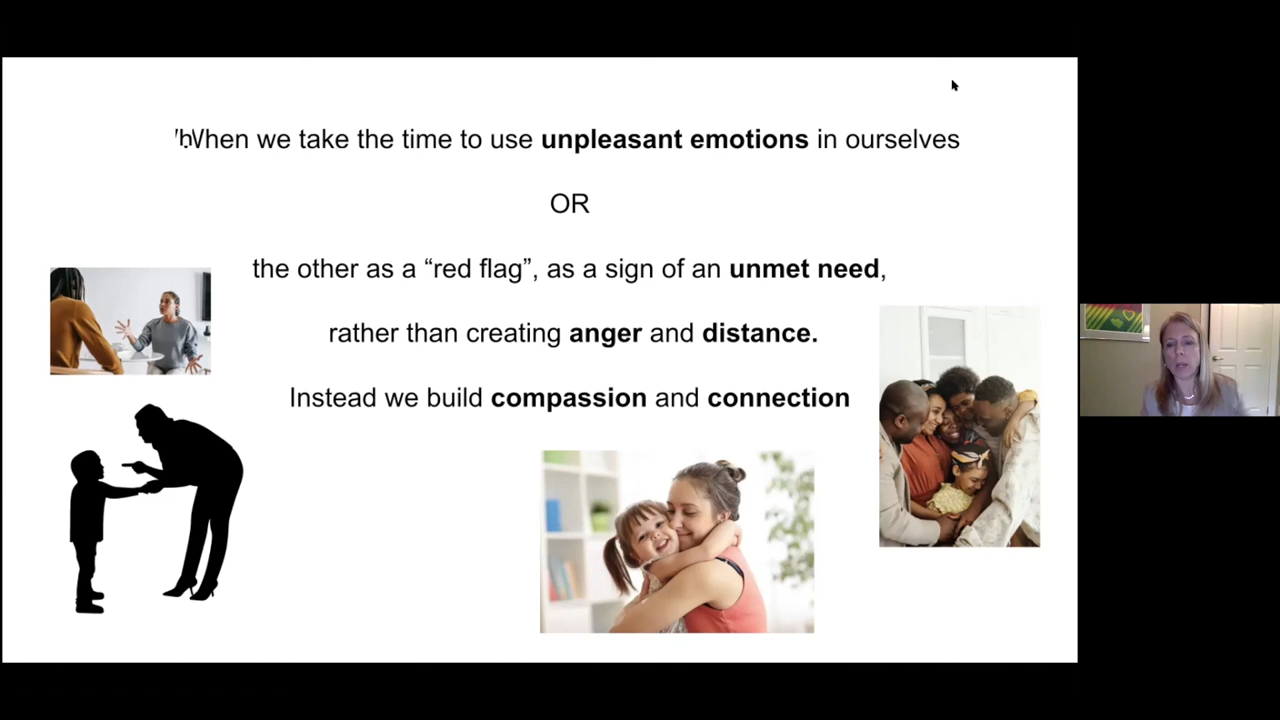 When we take the time to use unpleasant emotions in ourselves
OR
the other as a “red flag”, as a sign of an unmet need,
rather than creating anger and distance.
Instead we build compassion and connection